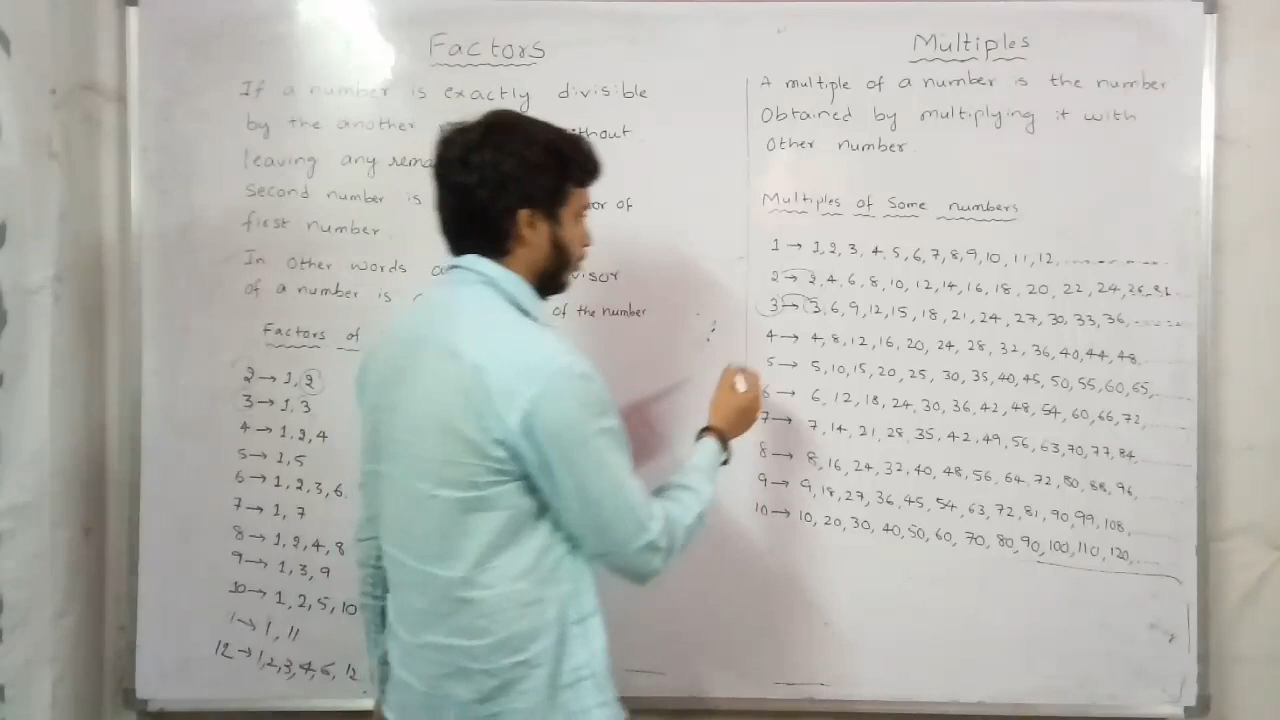 Factors
If a number is exactly divisible
by the another
leaving any
Second number is
first number
In other words
of a number is of the number
Factors of
2→ 1, 2
3→ 1, 3
4→ 1, 2, 4
5→ 1, 5
6→ 1, 2, 3, 6
7→ 1, 7
8→ 1, 2, 4, 8
9→ 1, 3, 9
10→ 1, 2, 5, 10
1, 11
12→ 1, 2, 3, 4, 6, 12
Multiples
A multiple of a number is the number
Obtained by multiplying it with
Other number
Multiples of Some numbers
1 → 1, 2, 3, 4, 5, 6, 7, 8, 9, 10, 11, 12, ...........
2 → 2, 4, 6, 8, 10, 12, 14, 16, 18, 20, 22, 24, 26,
3 → 3, 6, 9, 12, 15, 18, 21, 24, 27, 30, 33, 36, ......
4 → 4, 8, 12, 16, 20, 24, 28, 32, 36, 40, 44, 48.
5 → 5, 10, 15, 20, 25, 30, 35, 40, 45, 50, 55, 60, 65, ....
6 → 6, 12, 18, 24, 30, 36, 42, 48, 54, 60, 66, 72, ....
7 → 7, 14, 21, 28, 35, 42, 49, 56, 63, 70, 77, 84, ....
8 → 8, 16, 24, 32, 40, 48, 56, 64, 72, 80, 88, 96, ....
9 → 9, 18, 27, 36, 45, 54, 63, 72, 81, 90, 99, 108, ....
10 → 10, 20, 30, 40, 50, 60, 70, 80, 90, 100, 110, 120, ....